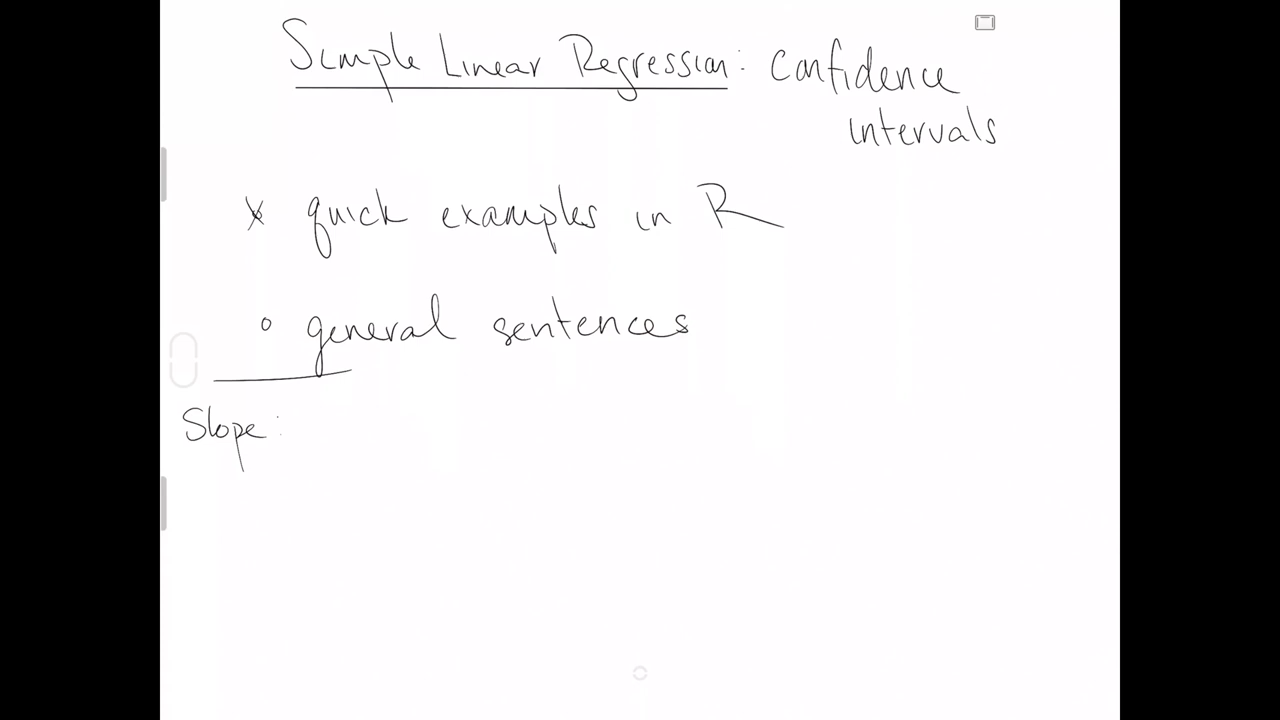 Simple Linear Regression: Confidence
intervals
* quick examples in R
° general sentences
Slope: